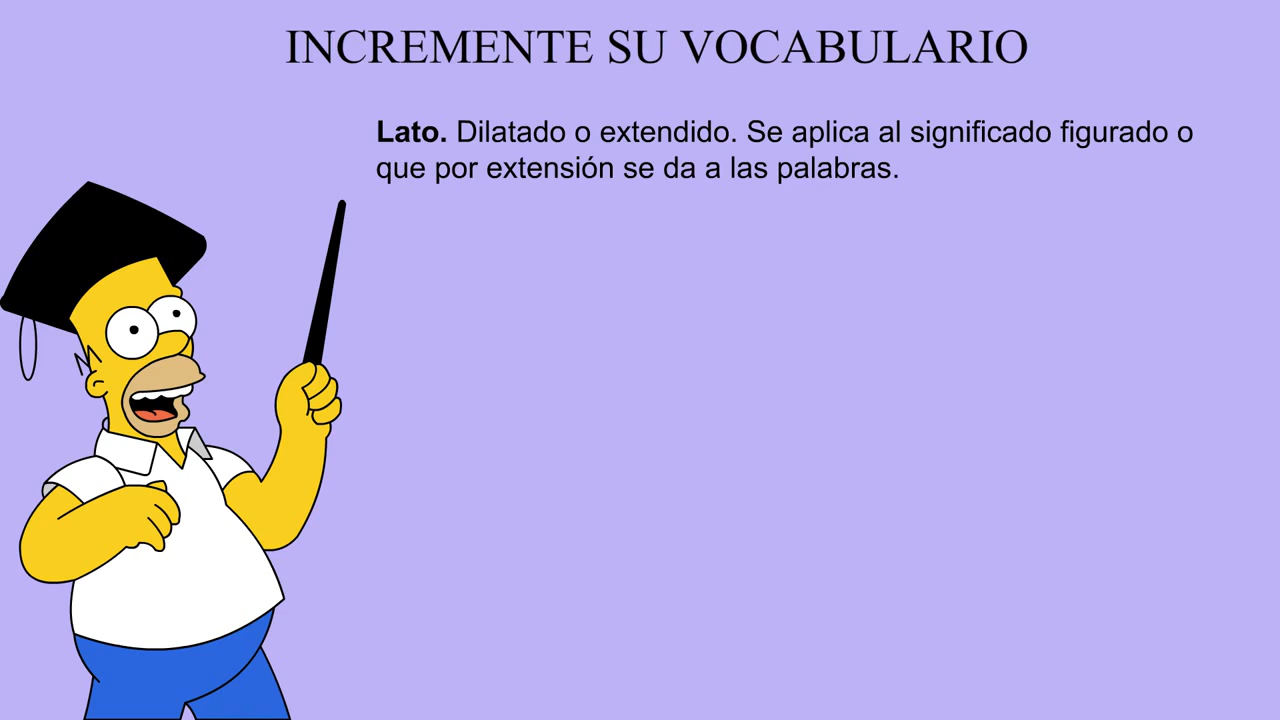 INCREMENTE SU VOCABULARIO
Lato. Dilatado o extendido. Se aplica al significado figurado o
que por extensión se da a las palabras.